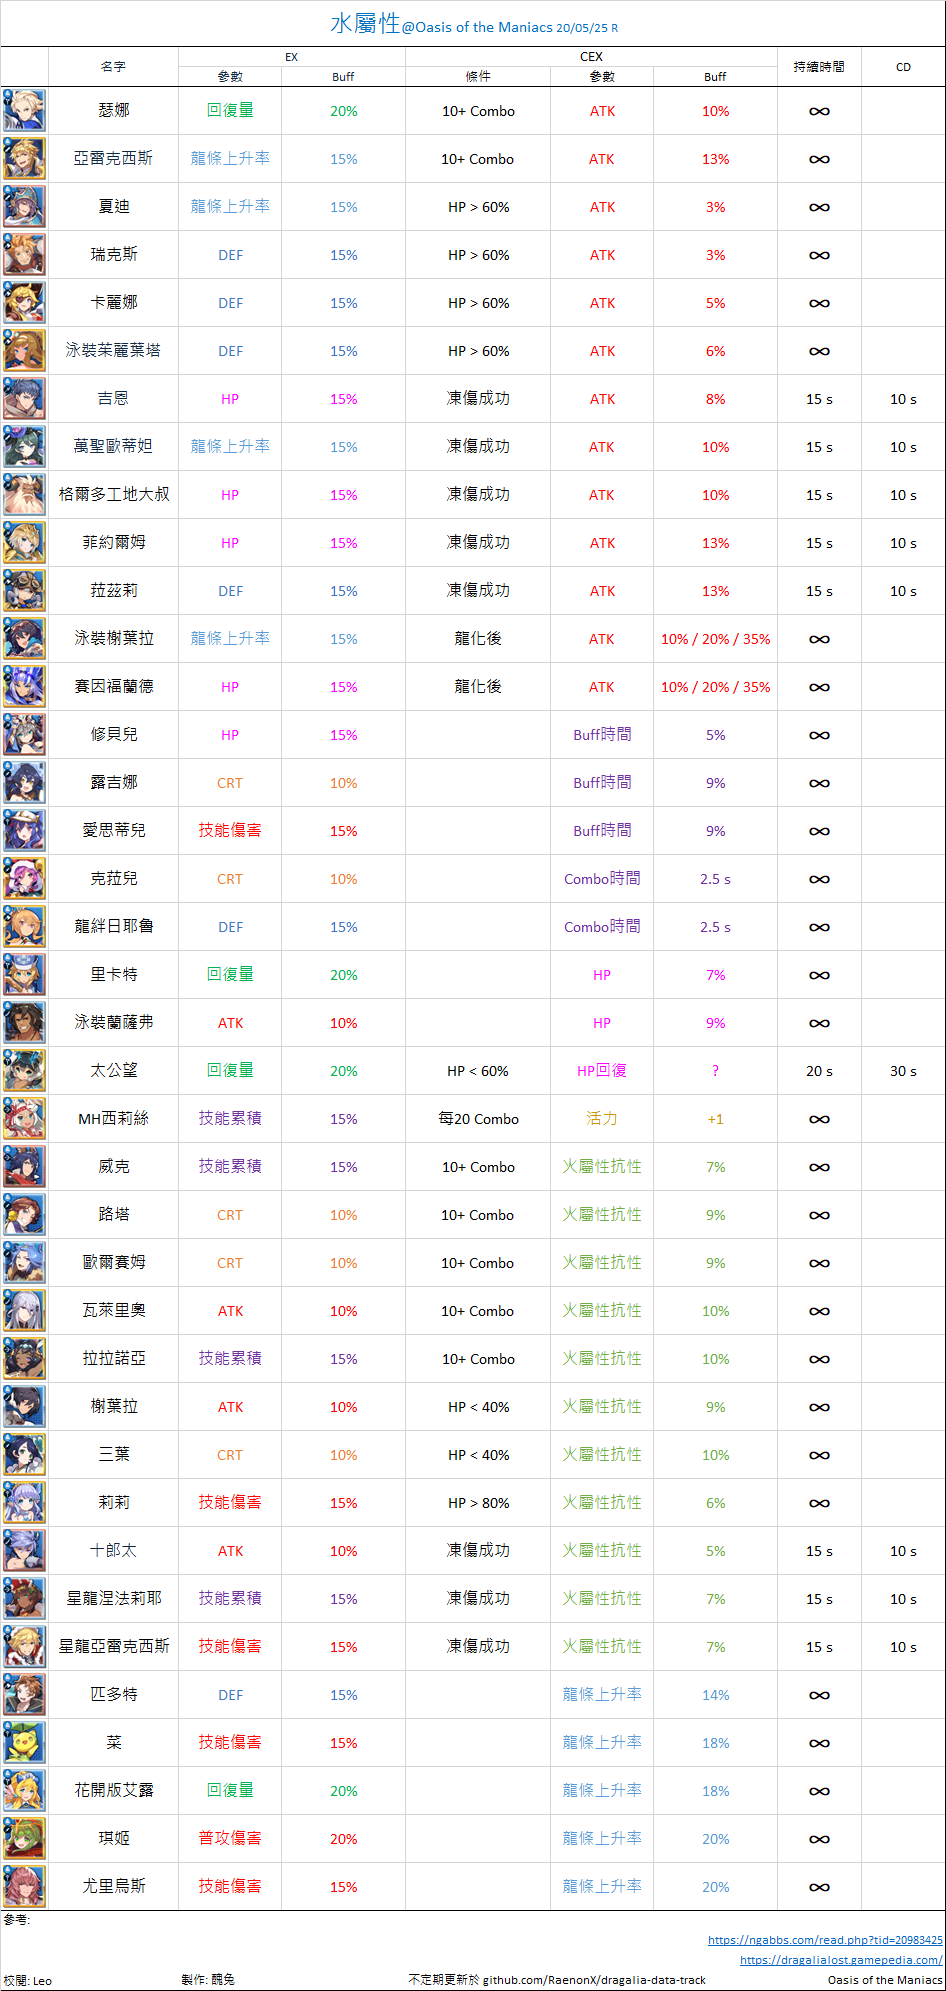 水屬性@Oasis of the Maniacs 20/05/25 R
名字 EX CEX 持續時間 CD
參數 Buff 條件 參數 Buff
瑟娜 回復量 20% 10+ Combo ATK 10% ∞
亞雷克西斯 龍條上升率 15% 10+ Combo ATK 13% ∞
夏迪 龍條上升率 15% HP > 60% ATK 3% ∞
瑞克斯 DEF 15% HP > 60% ATK 3% ∞
卡麗娜 DEF 15% HP > 60% ATK 5% ∞
泳裝茱麗葉塔 DEF 15% HP > 60% ATK 6% ∞
吉恩 HP 15% 凍傷成功 ATK 8% 15 s 10 s
萬聖歐蒂妲 龍條上升率 15% 凍傷成功 ATK 10% 15 s 10 s
格爾多工地大叔 HP 15% 凍傷成功 ATK 10% 15 s 10 s
菲約爾姆 HP 15% 凍傷成功 ATK 13% 15 s 10 s
菈茲莉 DEF 15% 凍傷成功 ATK 13% 15 s 10 s
泳裝榭葉拉 龍條上升率 15% 龍化後 ATK 10% / 20% / 35% ∞
賽因福蘭德 HP 15% 龍化後 ATK 10% / 20% / 35% ∞
修貝兒 HP 15% Buff時間 5% ∞
露吉娜 CRT 10% Buff時間 9% ∞
愛思蒂兒 技能傷害 15% Buff時間 9% ∞
克菈兒 CRT 10% Combo時間 2.5 s ∞
龍絆日耶魯 DEF 15% Combo時間 2.5 s ∞
里卡特 回復量 20% HP 7% ∞
泳裝蘭薩弗 ATK 10% HP 9% ∞
太公望 回復量 20% HP < 60% HP回復 ? 20 s 30 s
MH西莉絲 技能累積 15% 每20 Combo 活力 +1 ∞
威克 技能累積 15% 10+ Combo 火屬性抗性 7% ∞
路塔 CRT 10% 10+ Combo 火屬性抗性 9% ∞
歐爾賽姆 CRT 10% 10+ Combo 火屬性抗性 9% ∞
瓦萊里奧 ATK 10% 10+ Combo 火屬性抗性 10% ∞
拉拉諾亞 技能累積 15% 10+ Combo 火屬性抗性 10% ∞
榭葉拉 ATK 10% HP < 40% 火屬性抗性 9% ∞
三葉 CRT 10% HP < 40% 火屬性抗性 10% ∞
莉莉 技能傷害 15% HP > 80% 火屬性抗性 6% ∞
十郎太 ATK 10% 凍傷成功 火屬性抗性 5% 15 s 10 s
星龍涅法莉耶 技能累積 15% 凍傷成功 火屬性抗性 7% 15 s 10 s
星龍亞雷克西斯 技能傷害 15% 凍傷成功 火屬性抗性 7% 15 s 10 s
匹多特 DEF 15% 龍條上升率 14% ∞
菜 技能傷害 15% 龍條上升率 18% ∞
花開版艾露 回復量 20% 龍條上升率 18% ∞
琪姬 普攻傷害 20% 龍條上升率 20% ∞
尤里烏斯 技能傷害 15% 龍條上升率 20% ∞
參考:
https://ngabbs.com/read.php?tid=20983425
https://dragalialost.gamepedia.com/
校閱: Leo 製作: 醜兔 不定期更新於 github.com/RaenonX/dragalia-data-track Oasis of the Maniacs